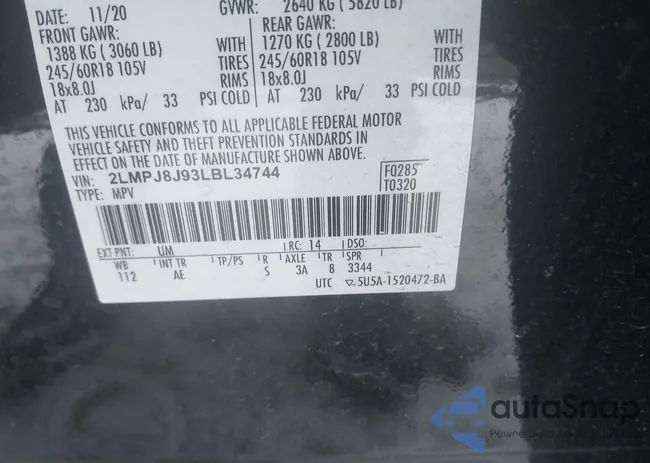 DATE: 11/20 GVWR: 2640 KG ( 5820 LB)
FRONT GAWR: REAR GAWR:
1388 KG ( 3060 LB) WITH 1270 KG ( 2800 LB) WITH
245/60R18 105V TIRES 245/60R18 105V TIRES
18x8.0J RIMS 18x8.0J RIMS
AT 230 kPa/ 33 PSI COLD AT 230 kPa/ 33 PSI COLD
THIS VEHICLE CONFORMS TO ALL APPLICABLE FEDERAL MOTOR
VEHICLE SAFETY AND THEFT PREVENTION STANDARDS IN
EFFECT ON THE DATE OF MANUFACTURE SHOWN ABOVE.
VIN: 2LMPJ8J93LBL34744 F0285
TYPE: MPV T0320
EXT PNT: UM RC: 14 DSO:
WB INT TR TP/PS R AXLE TR SPR
112 AE S 3A 8 3344
UTC ▽ 5U5A-1520472-BA
autoSnap